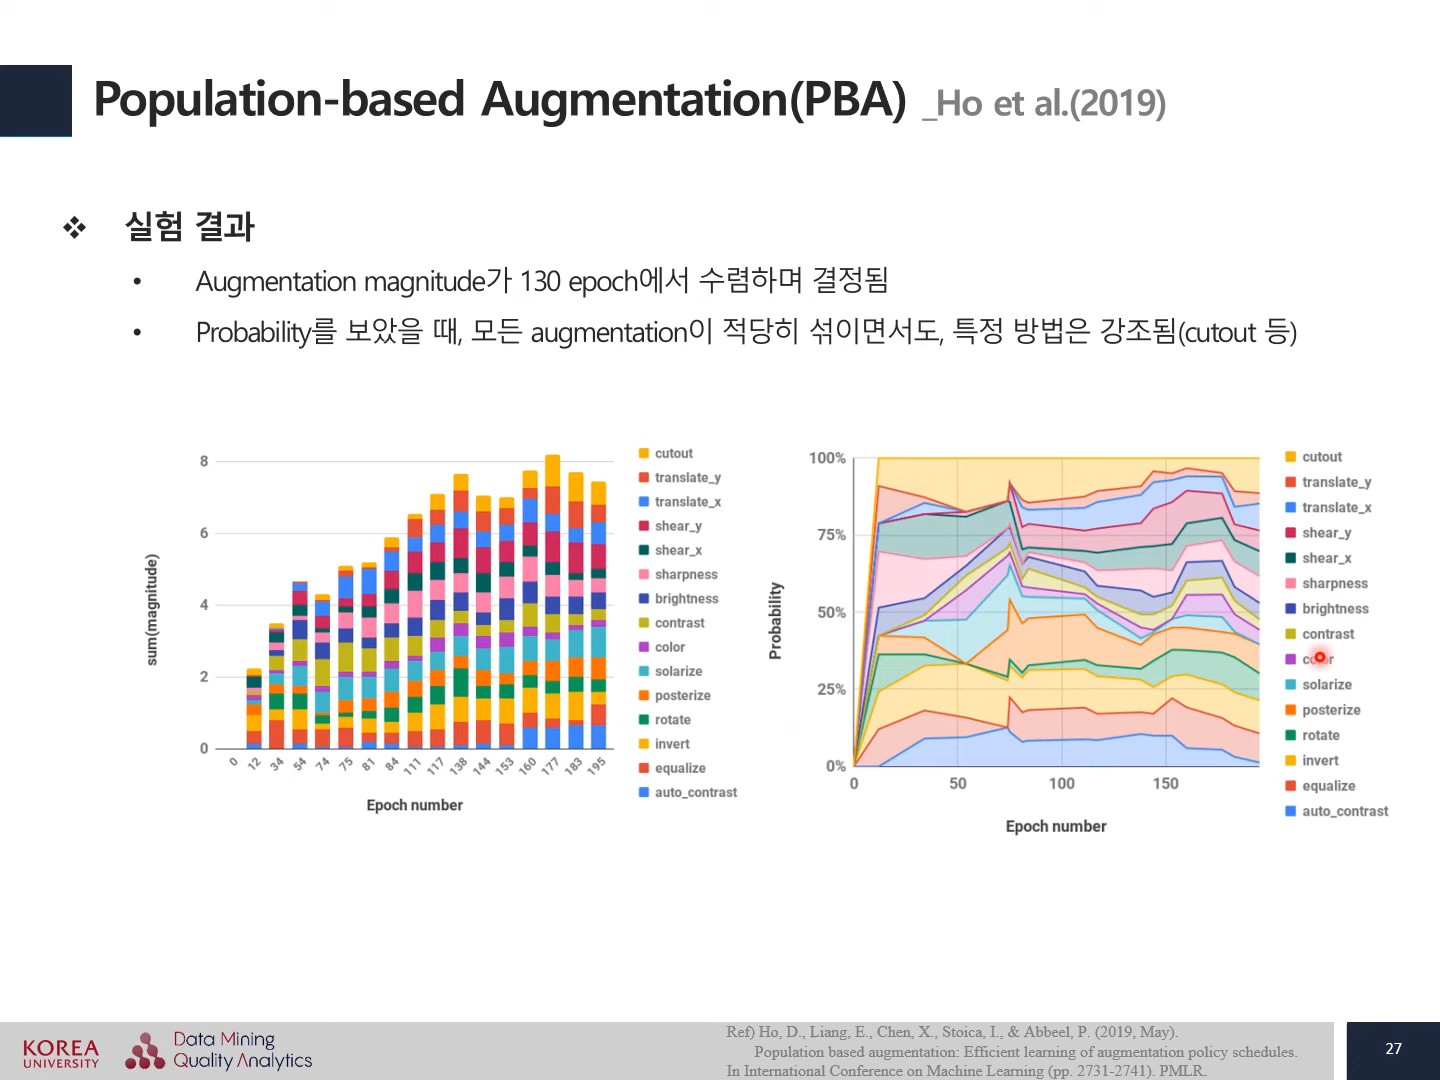 Population-based Augmentation(PBA) _Ho et al.(2019)
❖ 실험 결과
• Augmentation magnitude가 130 epoch에서 수렴하며 결정됨
• Probability를 보았을 때, 모든 augmentation이 적당히 섞이면서도, 특정 방법은 강조됨(cutout 등)
sum(magnitude)
8
6
4
2
0
0 12 34 54 74 75 81 84 111 117 138 144 153 160 177 183 195
Epoch number
cutout
translate_y
translate_x
shear_y
shear_x
sharpness
brightness
contrast
color
solarize
posterize
rotate
invert
equalize
auto_contrast
Probability
100%
75%
50%
25%
0%
0 50 100 150
Epoch number
cutout
translate_y
translate_x
shear_y
shear_x
sharpness
brightness
contrast
color
solarize
posterize
rotate
invert
equalize
auto_contrast
KOREA
UNIVERSITY
Data Mining
Quality Analytics
Ref) Ho, D., Liang, E., Chen, X., Stoica, I., & Abbeel, P. (2019, May).
Population based augmentation: Efficient learning of augmentation policy schedules.
In International Conference on Machine Learning (pp. 2731-2741). PMLR.
27